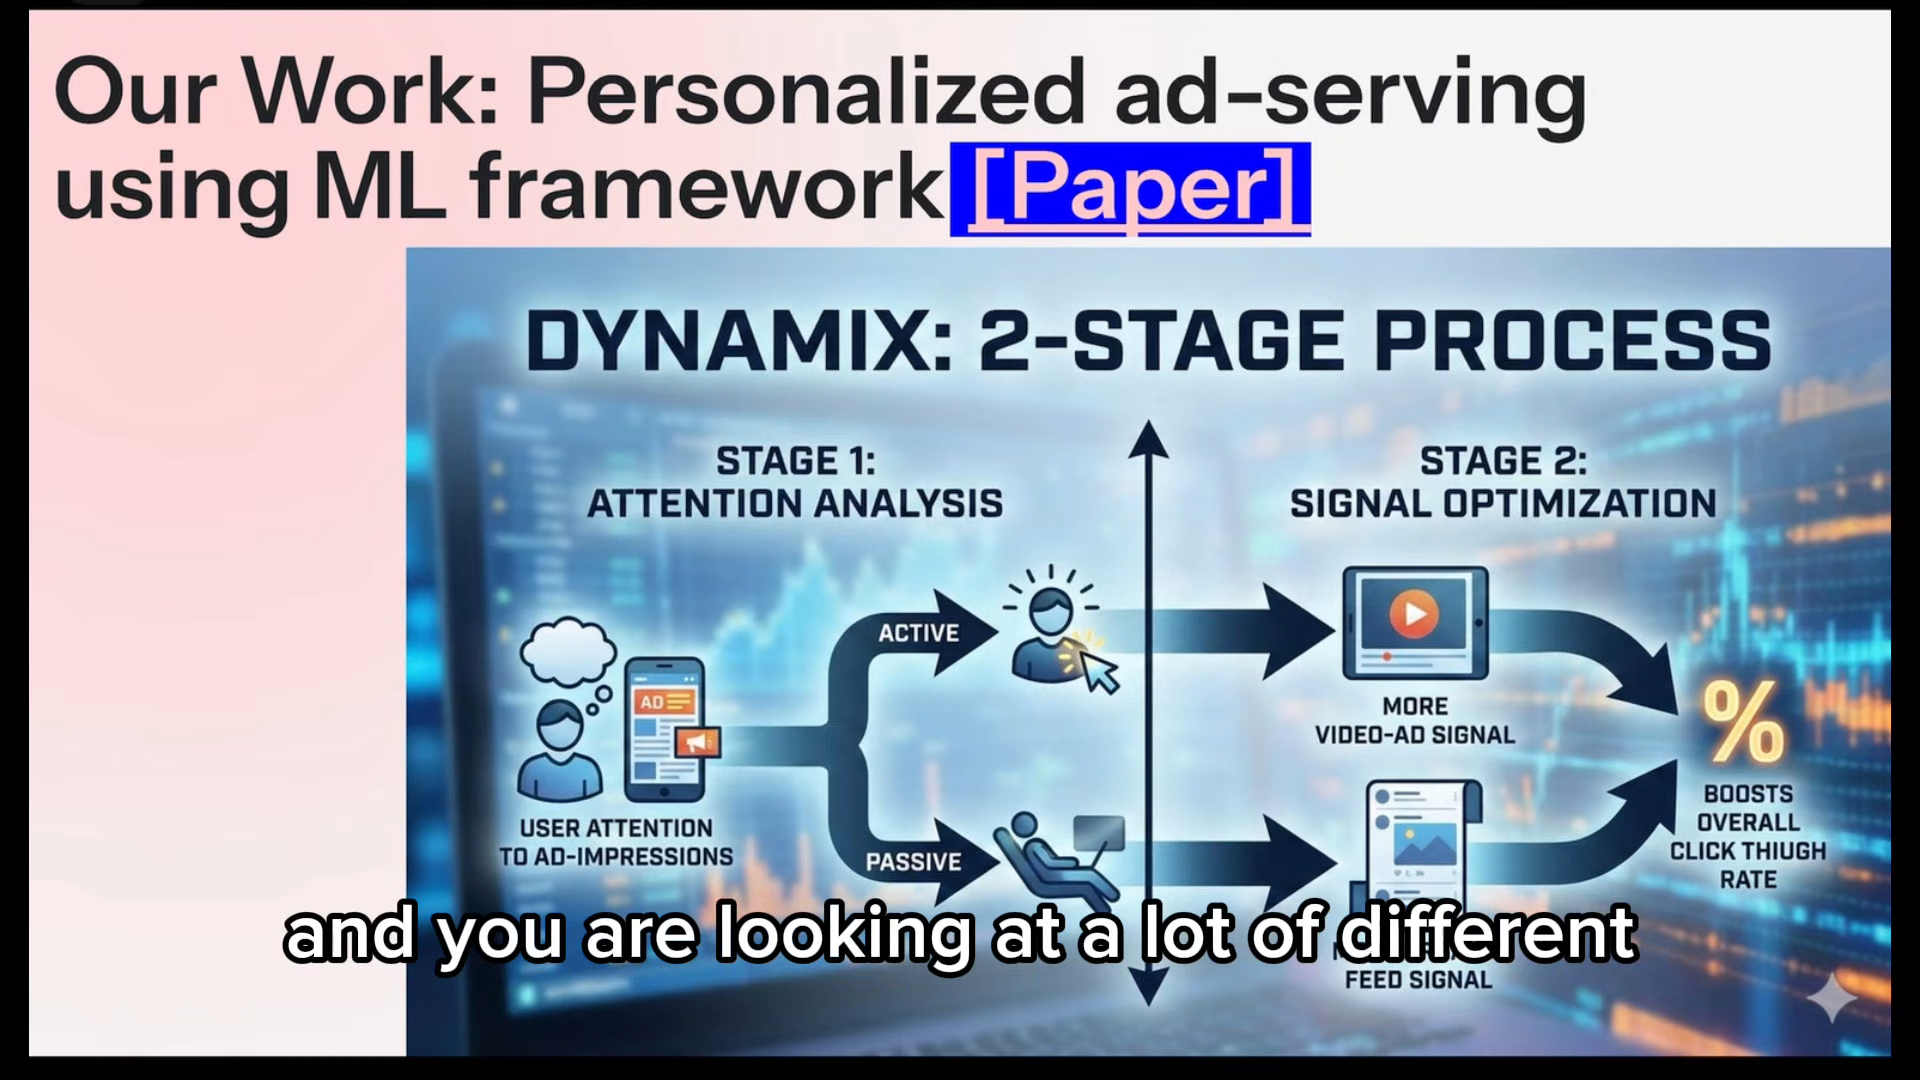 Our Work: Personalized ad-serving
using ML framework [Paper]
DYNAMIX: 2-STAGE PROCESS
STAGE 1:
ATTENTION ANALYSIS
STAGE 2:
SIGNAL OPTIMIZATION
AD
USER ATTENTION
TO AD-IMPRESSIONS
ACTIVE
PASSIVE
MORE
VIDEO-AD SIGNAL
FEED SIGNAL
%
BOOSTS
OVERALL
CLICK THIUGH
RATE
and you are looking at a lot of different